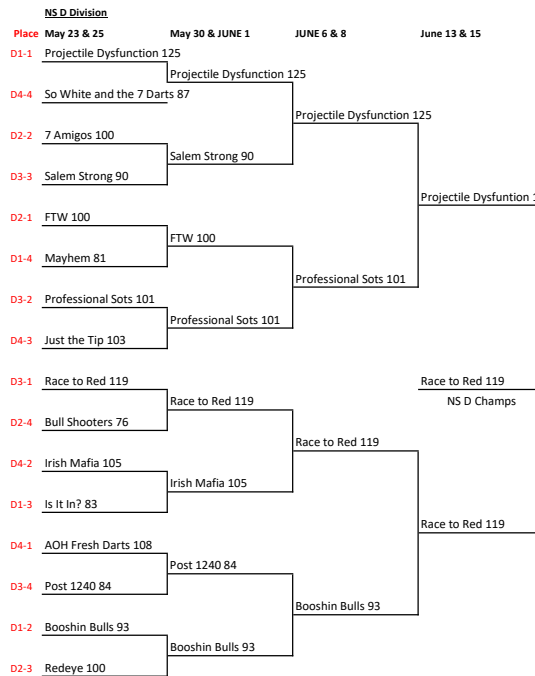 NS D Division
Place May 23 & 25 May 30 & JUNE 1 JUNE 6 & 8 June 13 & 15
D1-1 Projectile Dysfunction 125
Projectile Dysfunction 125
D4-4 So White and the 7 Darts 87
Projectile Dysfunction 125
D2-2 7 Amigos 100
Salem Strong 90
D3-3 Salem Strong 90
Projectile Dysfuntion 1
D2-1 FTW 100
FTW 100
D1-4 Mayhem 81
Professional Sots 101
D3-2 Professional Sots 101
Professional Sots 101
D4-3 Just the Tip 103
D3-1 Race to Red 119 Race to Red 119
Race to Red 119 NS D Champs
D2-4 Bull Shooters 76
Race to Red 119
D4-2 Irish Mafia 105
Irish Mafia 105
D1-3 Is It In? 83
Race to Red 119
D4-1 AOH Fresh Darts 108
Post 1240 84
D3-4 Post 1240 84
Booshin Bulls 93
D1-2 Booshin Bulls 93
Booshin Bulls 93
D2-3 Redeye 100